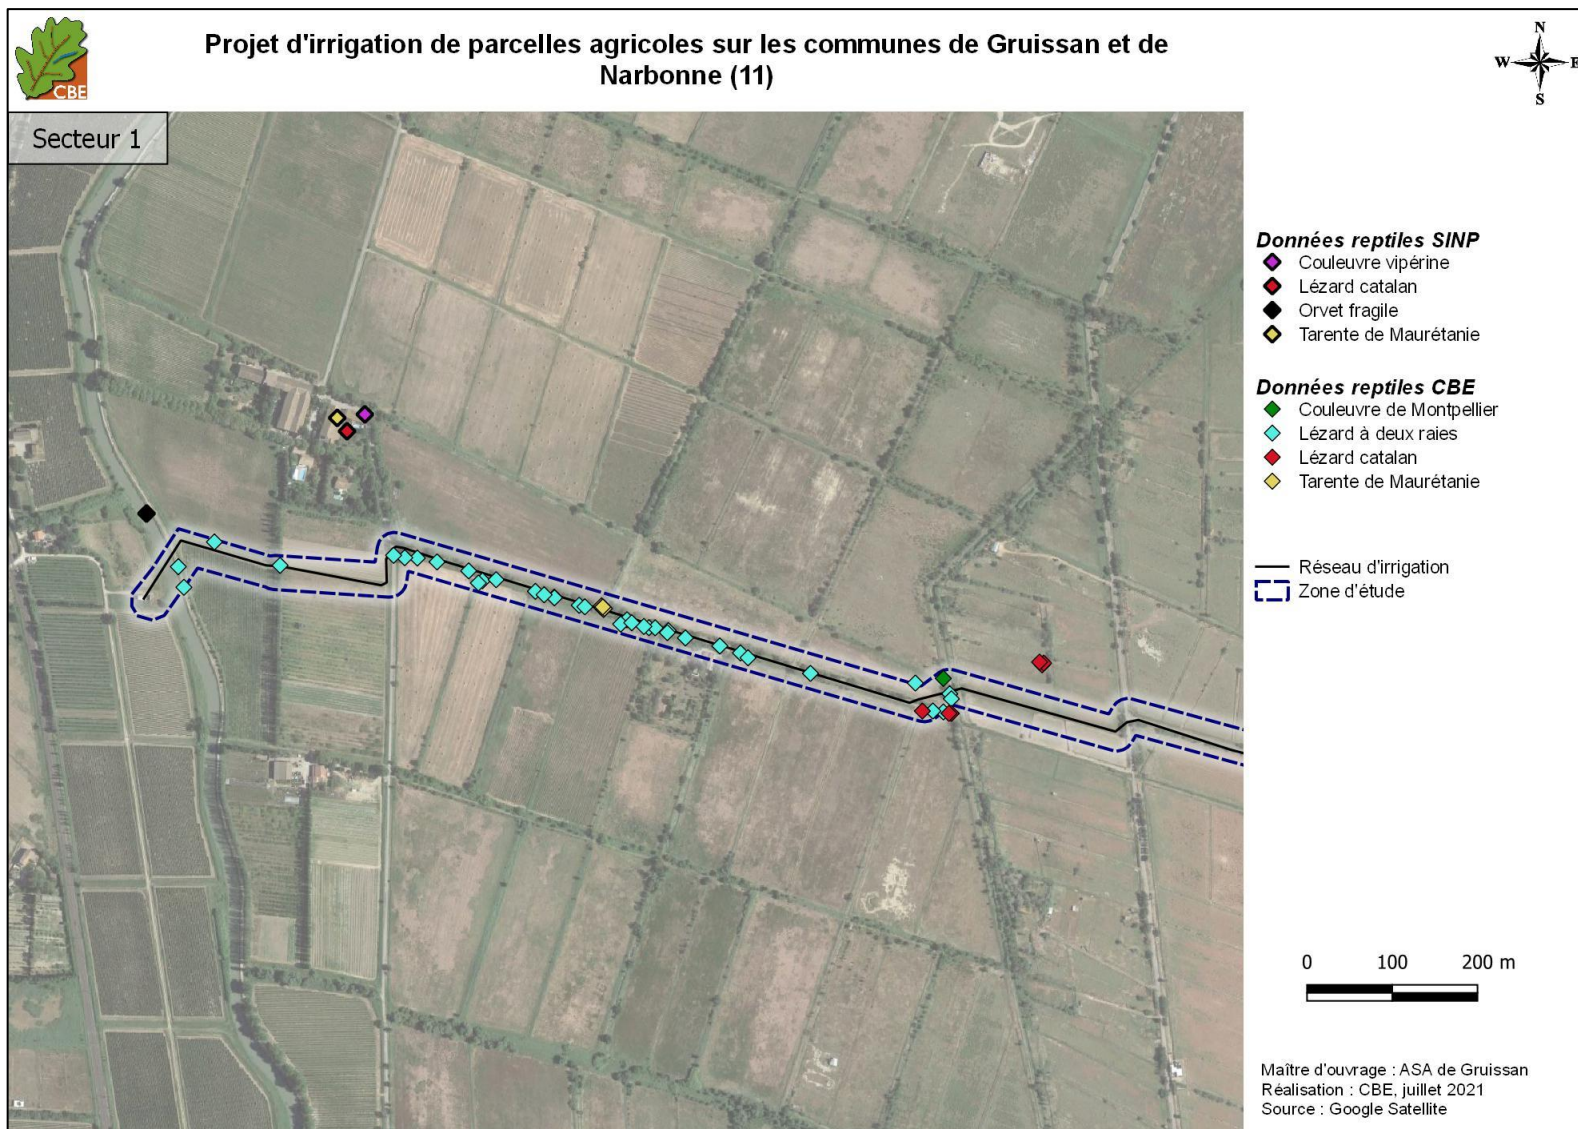 Projet d'irrigation de parcelles agricoles sur les communes de Gruissan et de
Narbonne (11)
CBE
N
W E
S
Secteur 1
Données reptiles SINP
Couleuvre vipérine
Lézard catalan
Orvet fragile
Tarente de Maurétanie
Données reptiles CBE
Couleuvre de Montpellier
Lézard à deux raies
Lézard catalan
Tarente de Maurétanie
Réseau d'irrigation
Zone d'étude
0 100 200 m
Maître d'ouvrage : ASA de Gruissan
Réalisation : CBE, juillet 2021
Source : Google Satellite